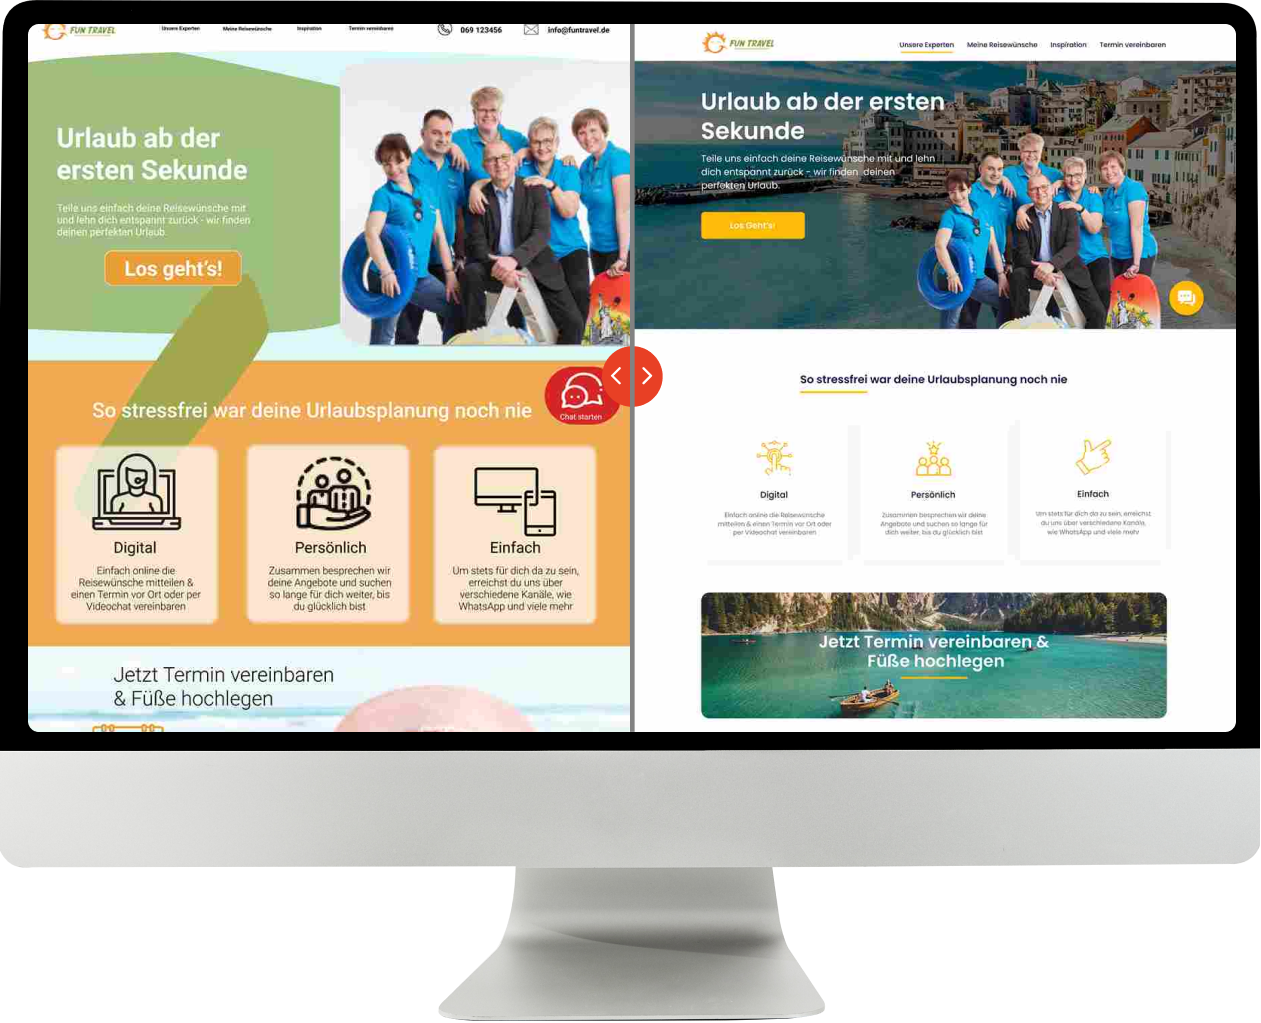 FUN TRAVEL
Unsere Experten
Meine Reisewünsche
Inspiration
Termin vereinbaren
069 123456
info@funtravel.de
Urlaub ab der
ersten Sekunde
Teile uns einfach deine Reisewünsche mit
und lehn dich entspannt zurück - wir finden
deinen perfekten Urlaub.
Los geht's!
So stressfrei war deine Urlaubsplanung noch nie
Chat starten
Digital
Einfach online die
Reisewünsche mitteilen &
einen Termin vor Ort oder per
Videochat vereinbaren
Persönlich
Zusammen besprechen wir
deine Angebote und suchen
so lange für dich weiter, bis
du glücklich bist
Einfach
Um stets für dich da zu sein,
erreichst du uns über
verschiedene Kanäle, wie
WhatsApp und viele mehr
Jetzt Termin vereinbaren
& Füße hochlegen
FUN TRAVEL
Unsere Experten
Meine Reisewünsche
Inspiration
Termin vereinbaren
Urlaub ab der ersten
Sekunde
Teile uns einfach deine Reisewünsche mit und lehn
dich entspannt zurück - wir finden deinen
perfekten Urlaub.
Los Geht's!
So stressfrei war deine Urlaubsplanung noch nie
Digital
Einfach online die Reisewünsche
mitteilen & einen Termin vor Ort oder
per Videochat vereinbaren
Persönlich
Zusammen besprechen wir deine
Angebote und suchen so lange für
dich weiter, bis du glücklich bist
Einfach
Um stets für dich da zu sein, erreichst
du uns über verschiedene Kanäle,
wie WhatsApp und viele mehr
Jetzt Termin vereinbaren &
Füße hochlegen